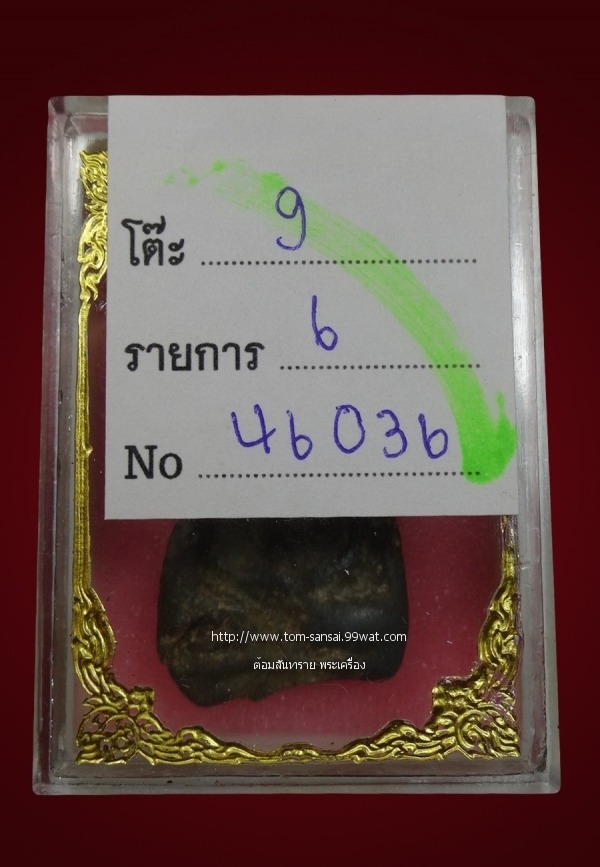 โต๊ะ 9
รายการ 6
No 46036
http://www.tom-sansai.99wat.com
ต้อมสันทราย พระเครื่อง